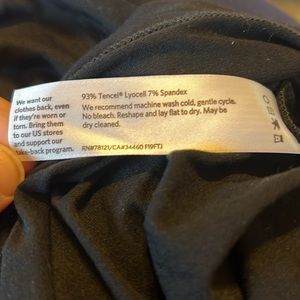 We want our
clothes back, even
if they're worn or
torn. Bring them
to our US stores
and support our
take-back program.
93% Tencel® Lyocell 7% Spandex
We recommend machine wash cold, gentle cycle.
No bleach. Reshape and lay flat to dry. May be
dry cleaned.
RN#78121/CA#34460 F19FTJ